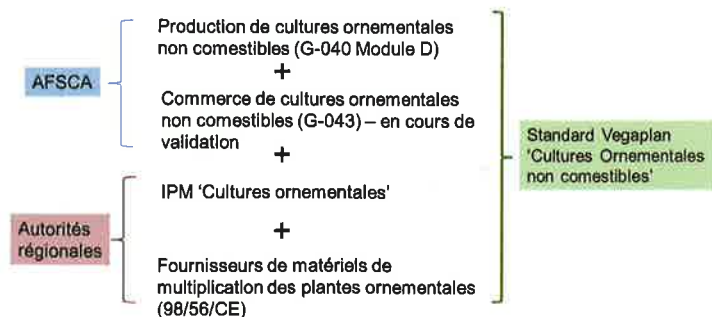 Production de cultures ornementales
non comestibles (G-040 Module D)
+
AFSCA
Commerce de cultures ornementales
non comestibles (G-043) – en cours de
validation
+
Standard Vegaplan
'Cultures Ornementales
non comestibles'
IPM 'Cultures ornementales'
+
Autorités
régionales
Fournisseurs de matériels de
multiplication des plantes ornementales
(98/56/CE)